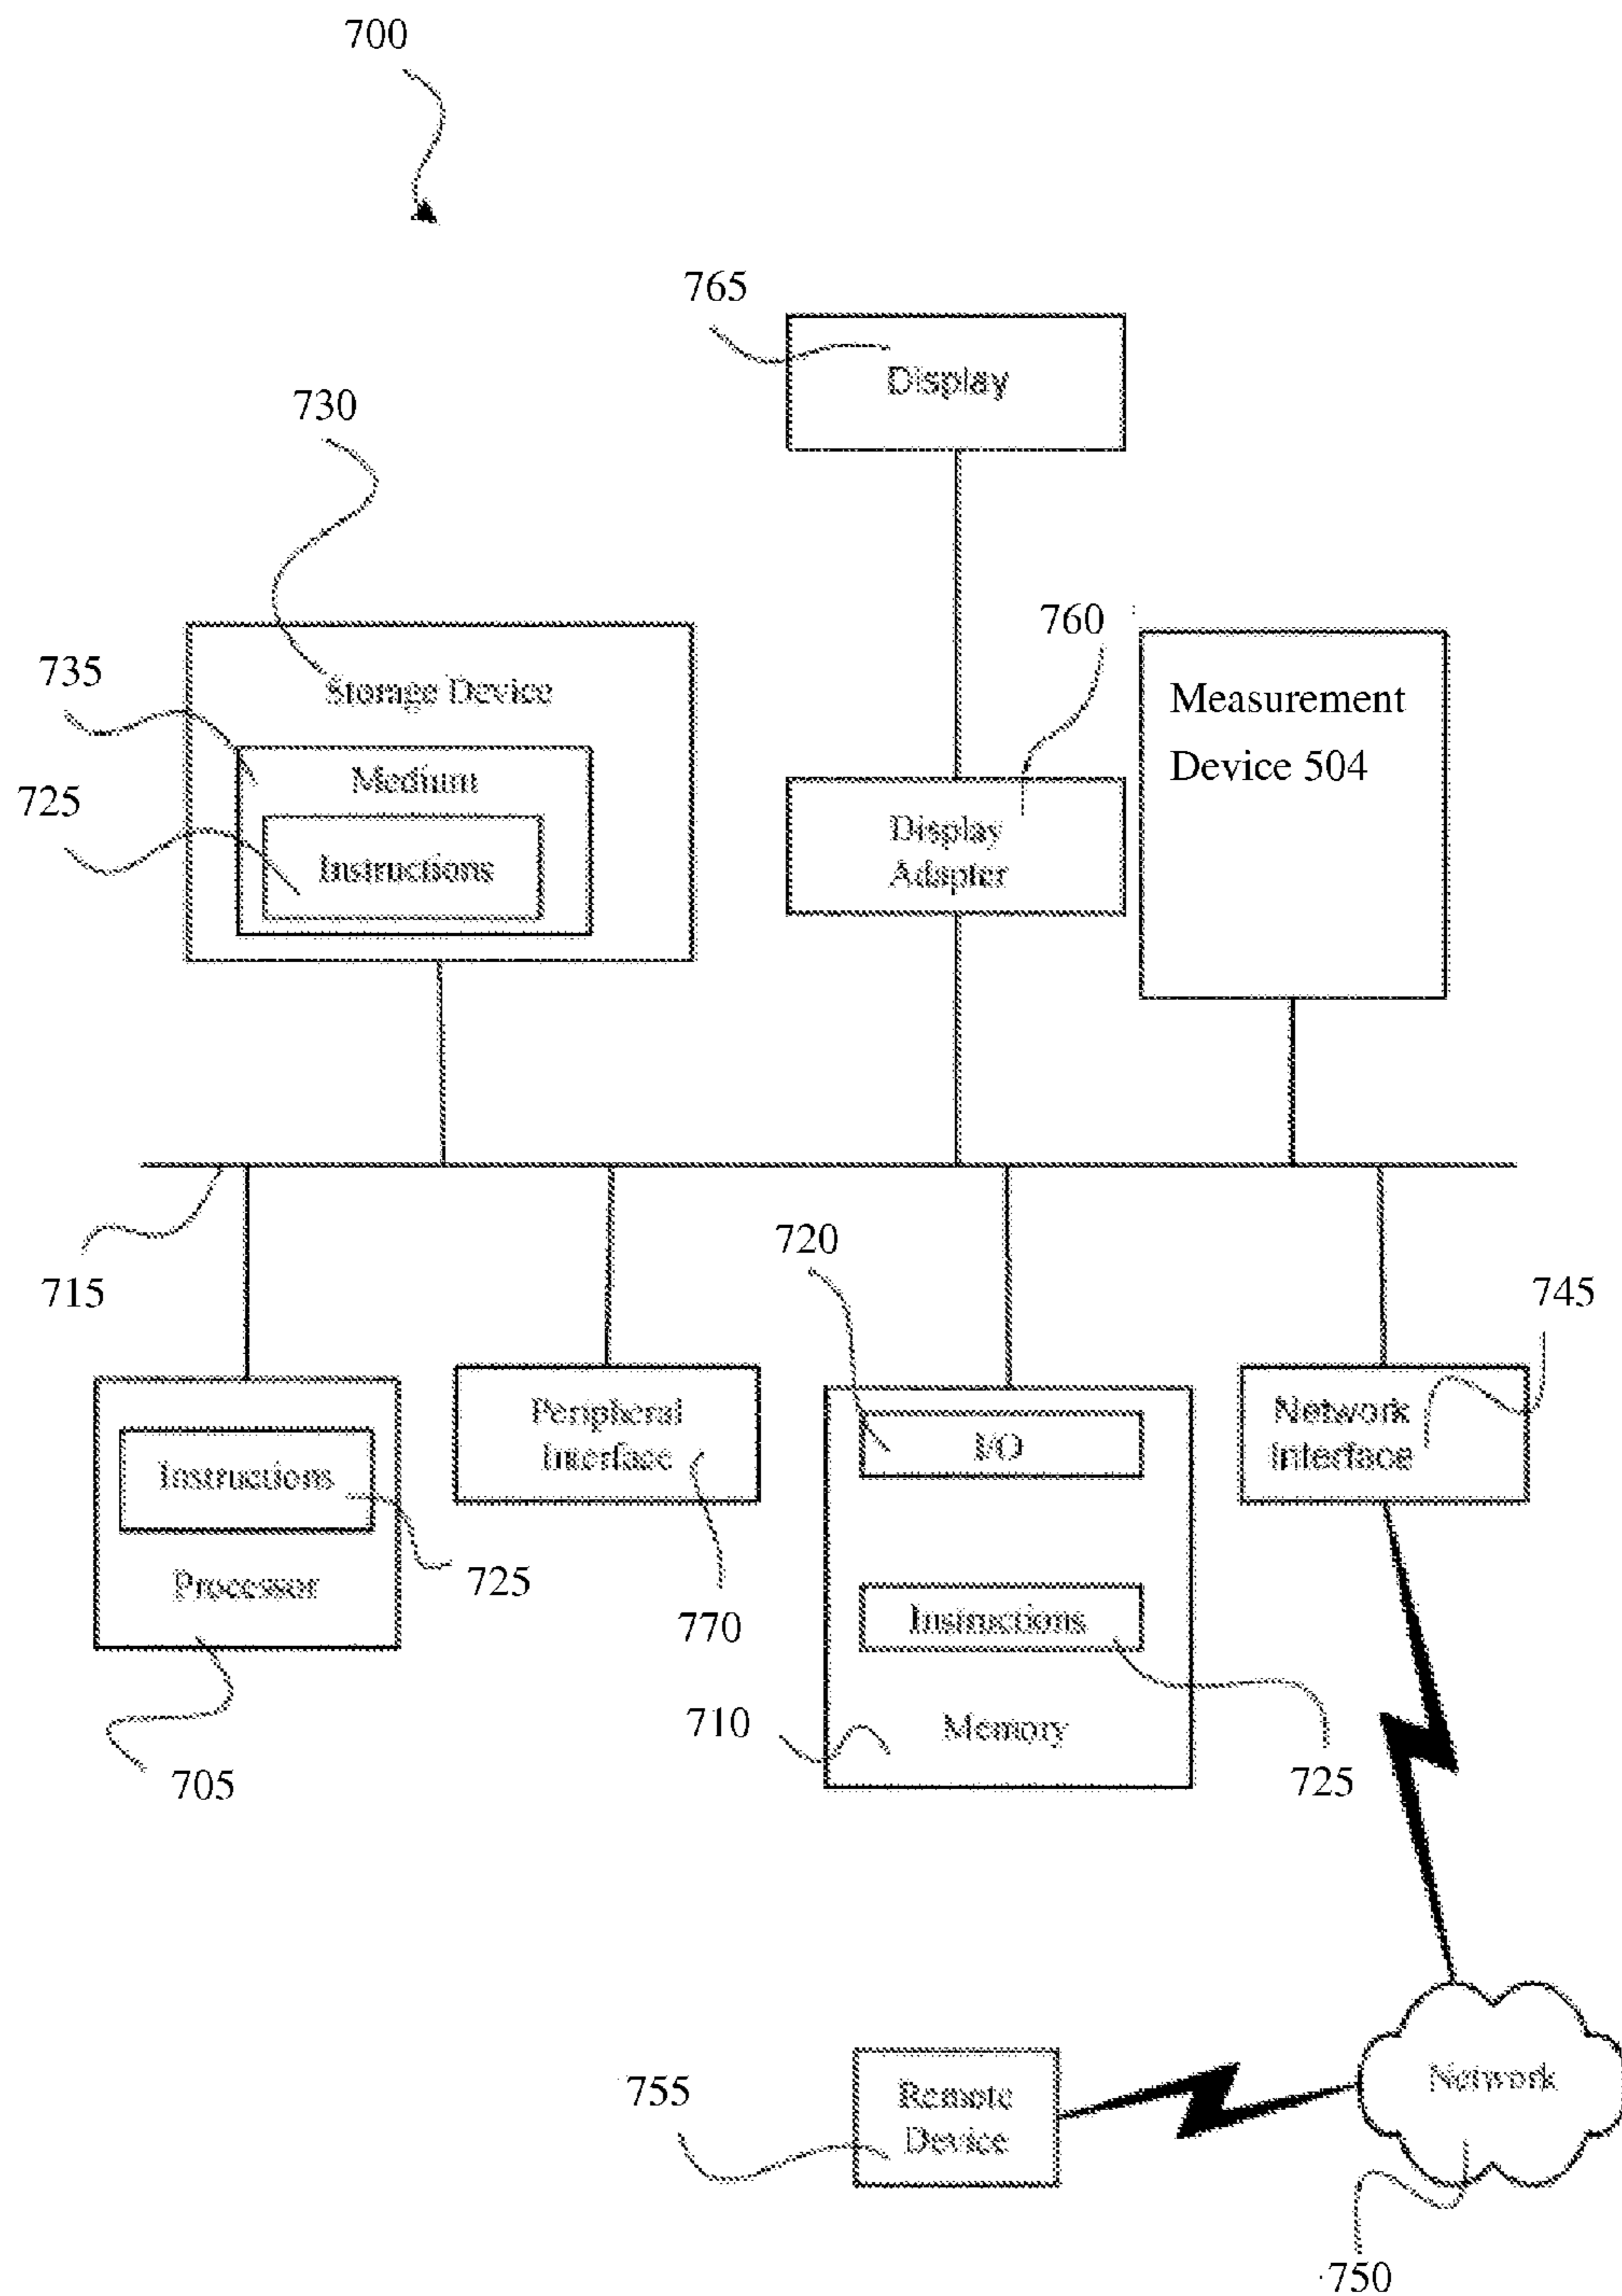 700
765
Display
730
760
Measurement
Device 504
735
Storage Device
Medium
725
Instructions
Display
Adapter
715
720
745
Peripheral
Interface
I/O
Network
Interface
Instructions
725
Processor
770
Instructions
710
Memory
725
705
755
Remote
Device
Network
750